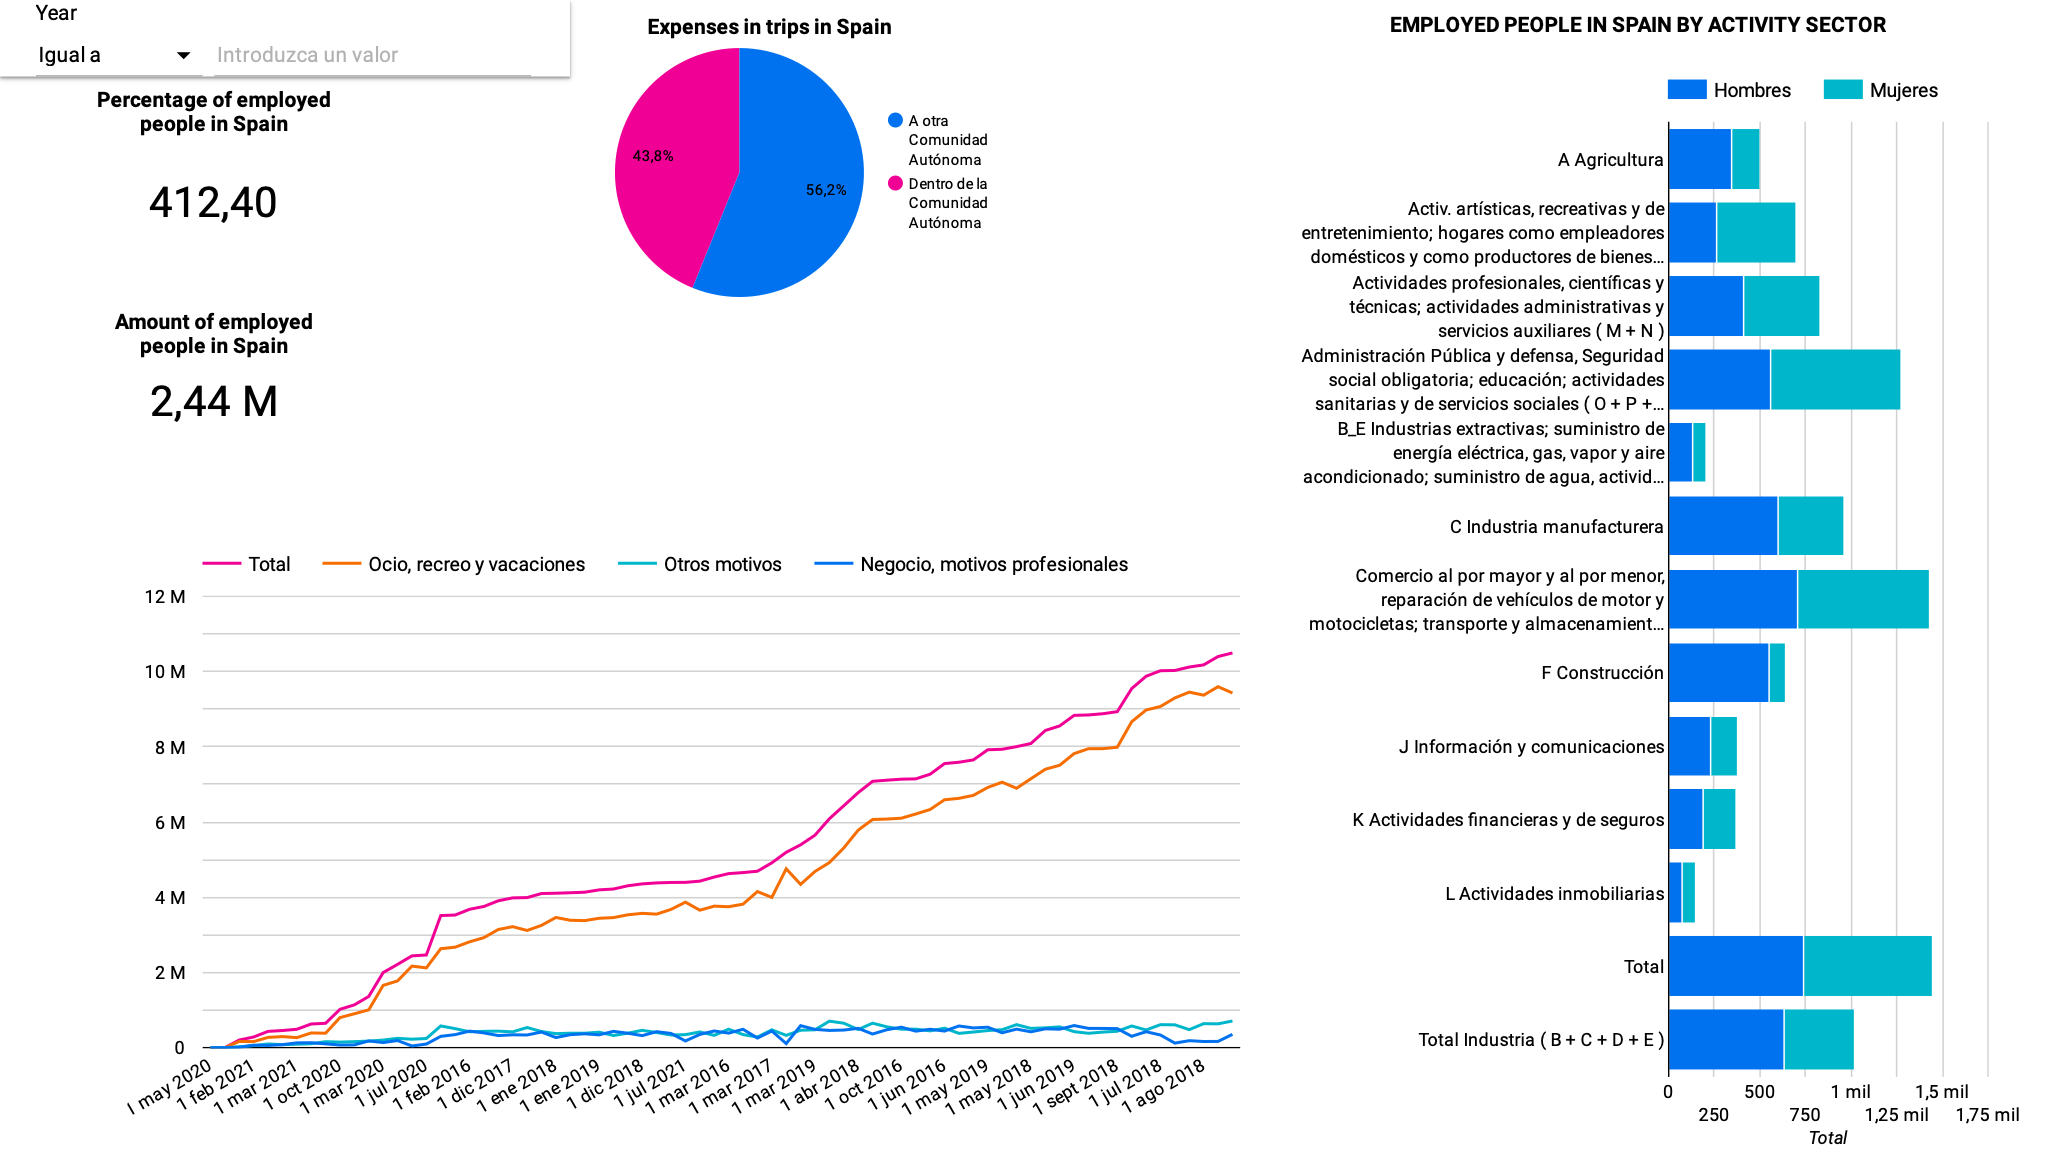 Year
Igual a
Introduzca un valor
Percentage of employed
people in Spain
412,40
Amount of employed
people in Spain
2,44 M
Expenses in trips in Spain
43,8%
56,2%
A otra
Comunidad
Autónoma
Dentro de la
Comunidad
Autónoma
Total
Ocio, recreo y vacaciones
Otros motivos
Negocio, motivos profesionales
12 M
10 M
8 M
6 M
4 M
2 M
0
1 may 2020
1 feb 2021
1 mar 2021
1 oct 2020
1 mar 2020
1 jul 2020
1 feb 2016
1 dic 2017
1 ene 2018
1 ene 2019
1 dic 2018
1 jul 2021
1 mar 2016
1 mar 2017
1 mar 2019
1 abr 2018
1 oct 2016
1 jun 2016
1 may 2019
1 may 2018
1 jun 2019
1 sept 2018
1 jul 2018
1 ago 2018
EMPLOYED PEOPLE IN SPAIN BY ACTIVITY SECTOR
Hombres
Mujeres
A Agricultura
Activ. artísticas, recreativas y de
entretenimiento; hogares como empleadores
domésticos y como productores de bienes…
Actividades profesionales, científicas y
técnicas; actividades administrativas y
servicios auxiliares ( M + N )
Administración Pública y defensa, Seguridad
social obligatoria; educación; actividades
sanitarias y de servicios sociales ( O + P +…
B_E Industrias extractivas; suministro de
energía eléctrica, gas, vapor y aire
acondicionado; suministro de agua, activid…
C Industria manufacturera
Comercio al por mayor y al por menor,
reparación de vehículos de motor y
motocicletas; transporte y almacenamient…
F Construcción
J Información y comunicaciones
K Actividades financieras y de seguros
L Actividades inmobiliarias
Total
Total Industria ( B + C + D + E )
0
250
500
750
1 mil
1,25 mil
1,5 mil
1,75 mil
Total